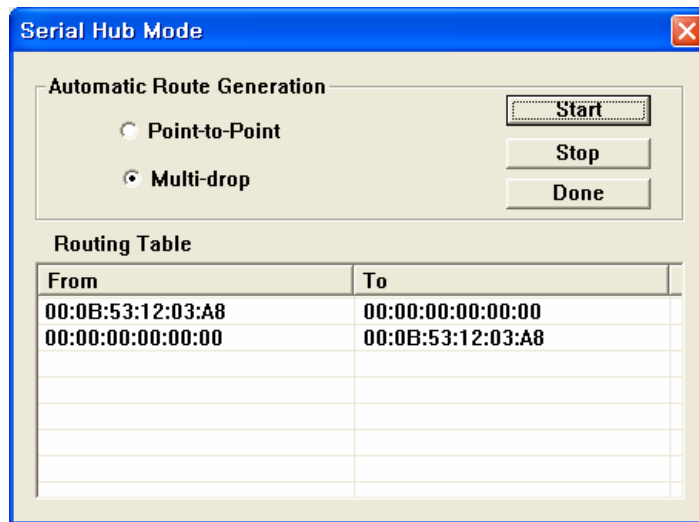 Serial Hub Mode
Automatic Route Generation
Point-to-Point
Multi-drop
Start
Stop
Done
Routing Table
From To
00:0B:53:12:03:A8 00:00:00:00:00:00
00:00:00:00:00:00 00:0B:53:12:03:A8